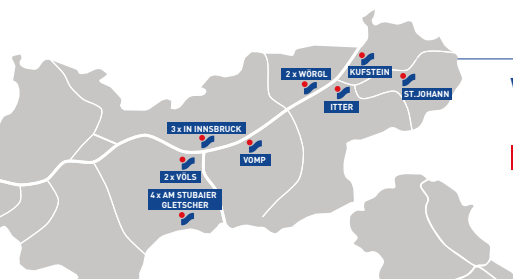 2 x WÖRGL
KUFSTEIN
ST.JOHANN
ITTER
3 x IN INNSBRUCK
VOMP
2 x VÖLS
4 x AM STUBAIER
GLETSCHER